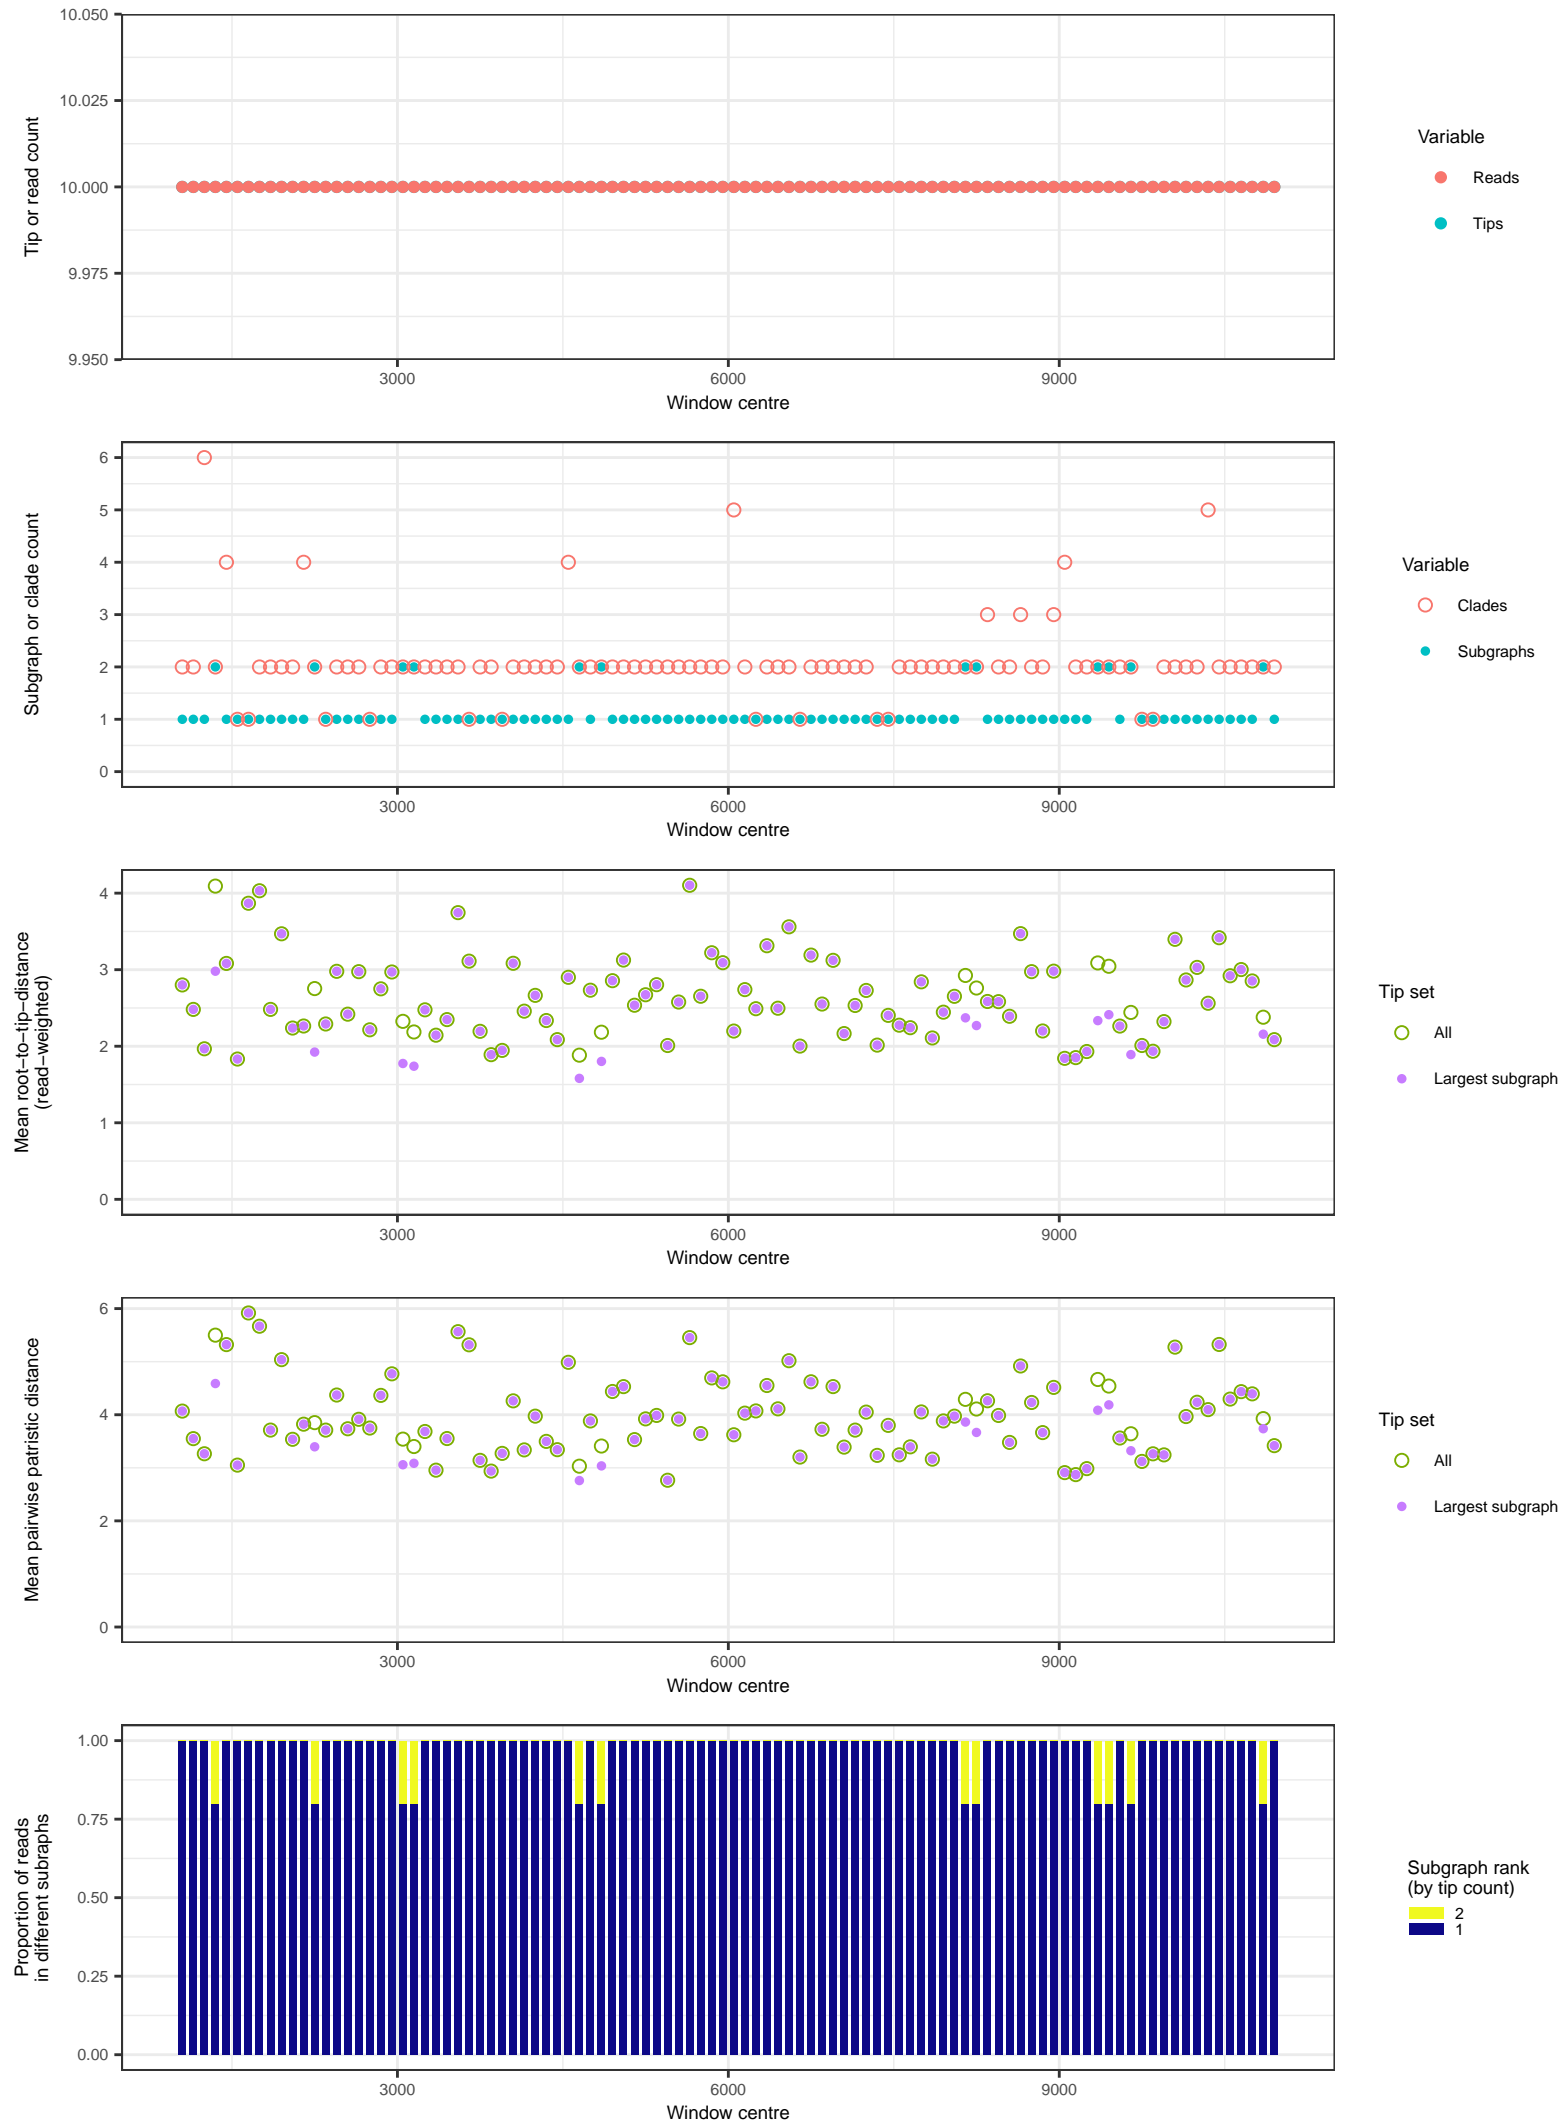 10.050
10.025
10.000
9.975
9.950
Tip or read count
3000 6000 9000
Window centre
Variable
Reads
Tips
6
5
4
3
2
1
0
Subgraph or clade count
3000 6000 9000
Window centre
Variable
Clades
Subgraphs
4
3
2
1
0
Mean root−to−tip−distance
(read−weighted)
3000 6000 9000
Window centre
Tip set
All
Largest subgraph
6
4
2
0
Mean pairwise patristic distance
3000 6000 9000
Window centre
Tip set
All
Largest subgraph
1.00
0.75
0.50
0.25
0.00
Proportion of reads
in different subraphs
3000 6000 9000
Window centre
Subgraph rank
(by tip count)
2
1